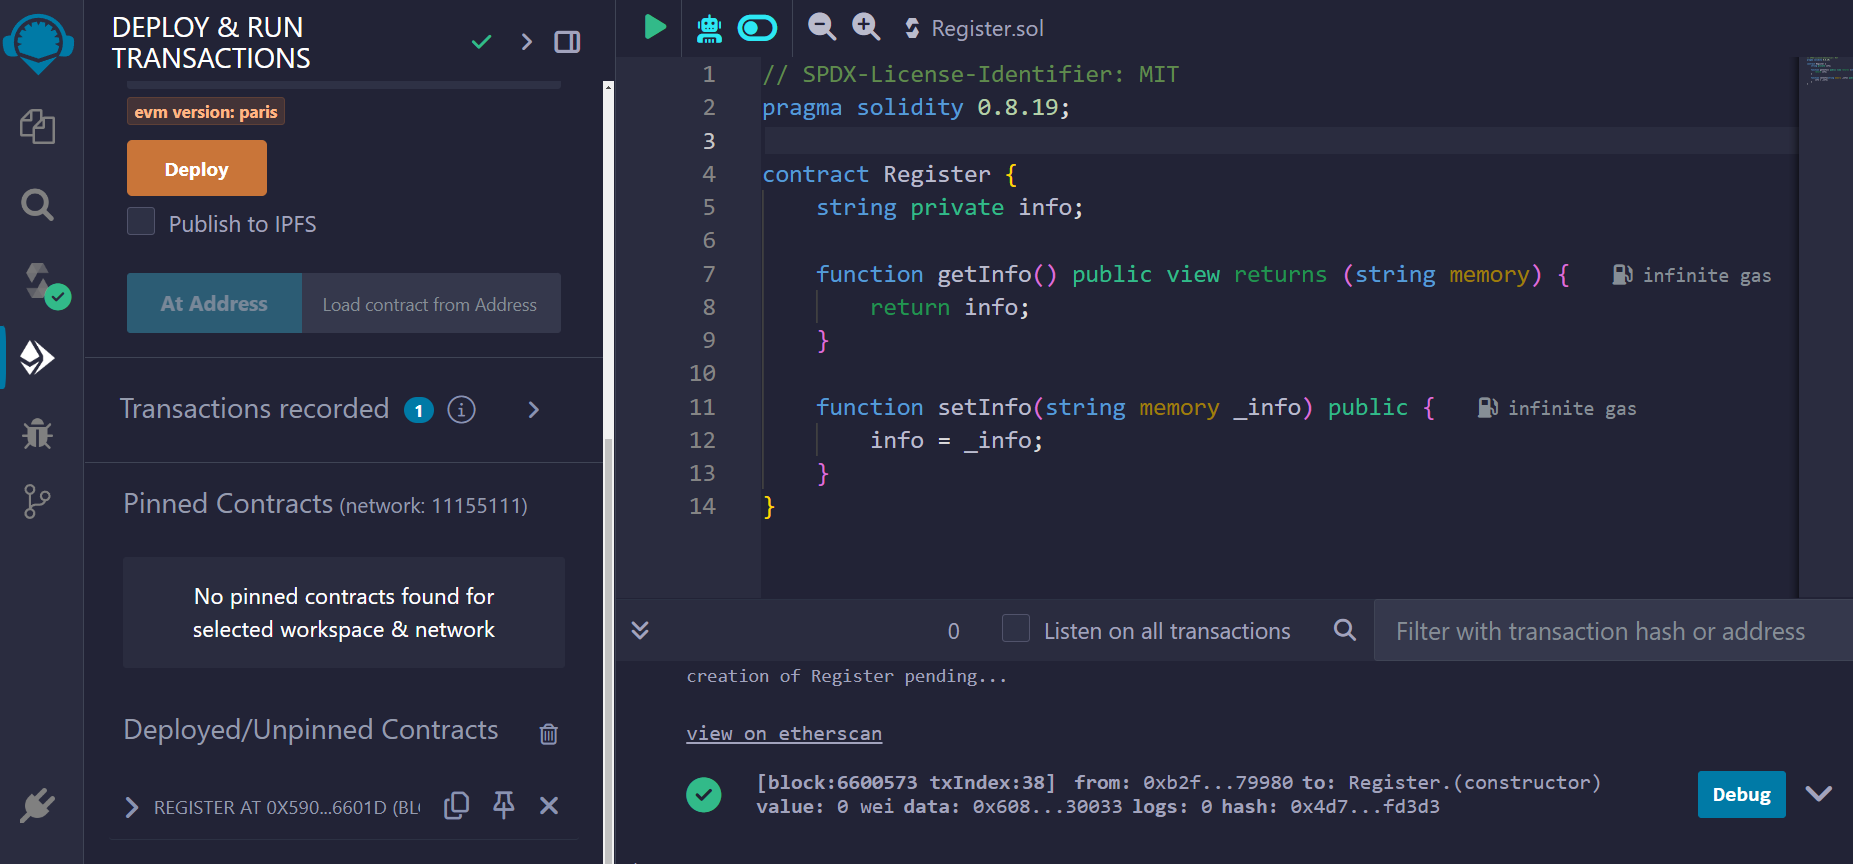 DEPLOY & RUN
TRANSACTIONS
evm version: paris
Deploy
Publish to IPFS
At Address
Load contract from Address
Transactions recorded 1
Pinned Contracts (network: 11155111)
No pinned contracts found for
selected workspace & network
Deployed/Unpinned Contracts
REGISTER AT 0X590...6601D (BL
Register.sol
1 // SPDX-License-Identifier: MIT
2 pragma solidity 0.8.19;
3
4 contract Register {
5 string private info;
6
7 function getInfo() public view returns (string memory) { infinite gas
8 return info;
9 }
10
11 function setInfo(string memory _info) public { infinite gas
12 info = _info;
13 }
14 }
0 Listen on all transactions Filter with transaction hash or address
creation of Register pending...
view on etherscan
[block:6600573 txIndex:38] from: 0xb2f...79980 to: Register.(constructor)
value: 0 wei data: 0x608...30033 logs: 0 hash: 0x4d7...fd3d3
Debug